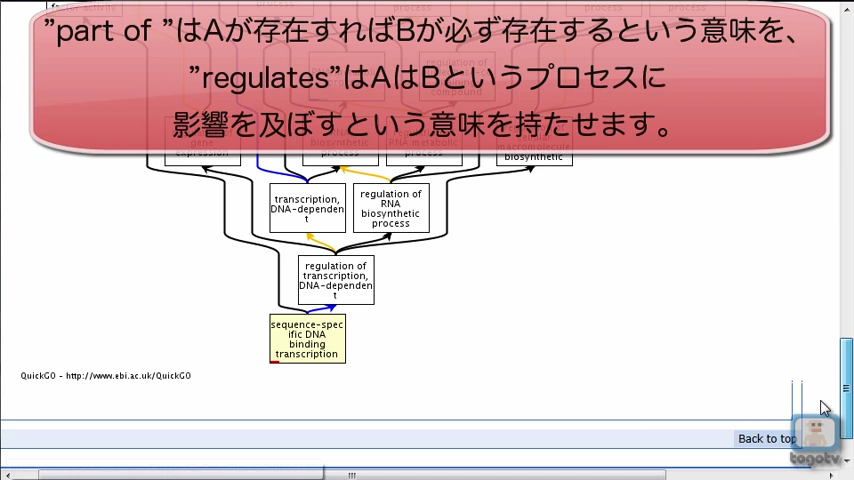 ”part of ”はAが存在すればBが必ず存在するという意味を、
”regulates”はAはBというプロセスに
影響を及ぼすという意味を持たせます。
gene
expression
biosynthetic
process
RNA metabolic
process
macromolecule
biosynthetic
transcription,
DNA-dependen
t
regulation of
RNA
biosynthetic
process
regulation of
transcription,
DNA-dependen
t
sequence-spec
ific DNA
binding
transcription
QuickGO - http://www.ebi.ac.uk/QuickGO
Back to top
togotv